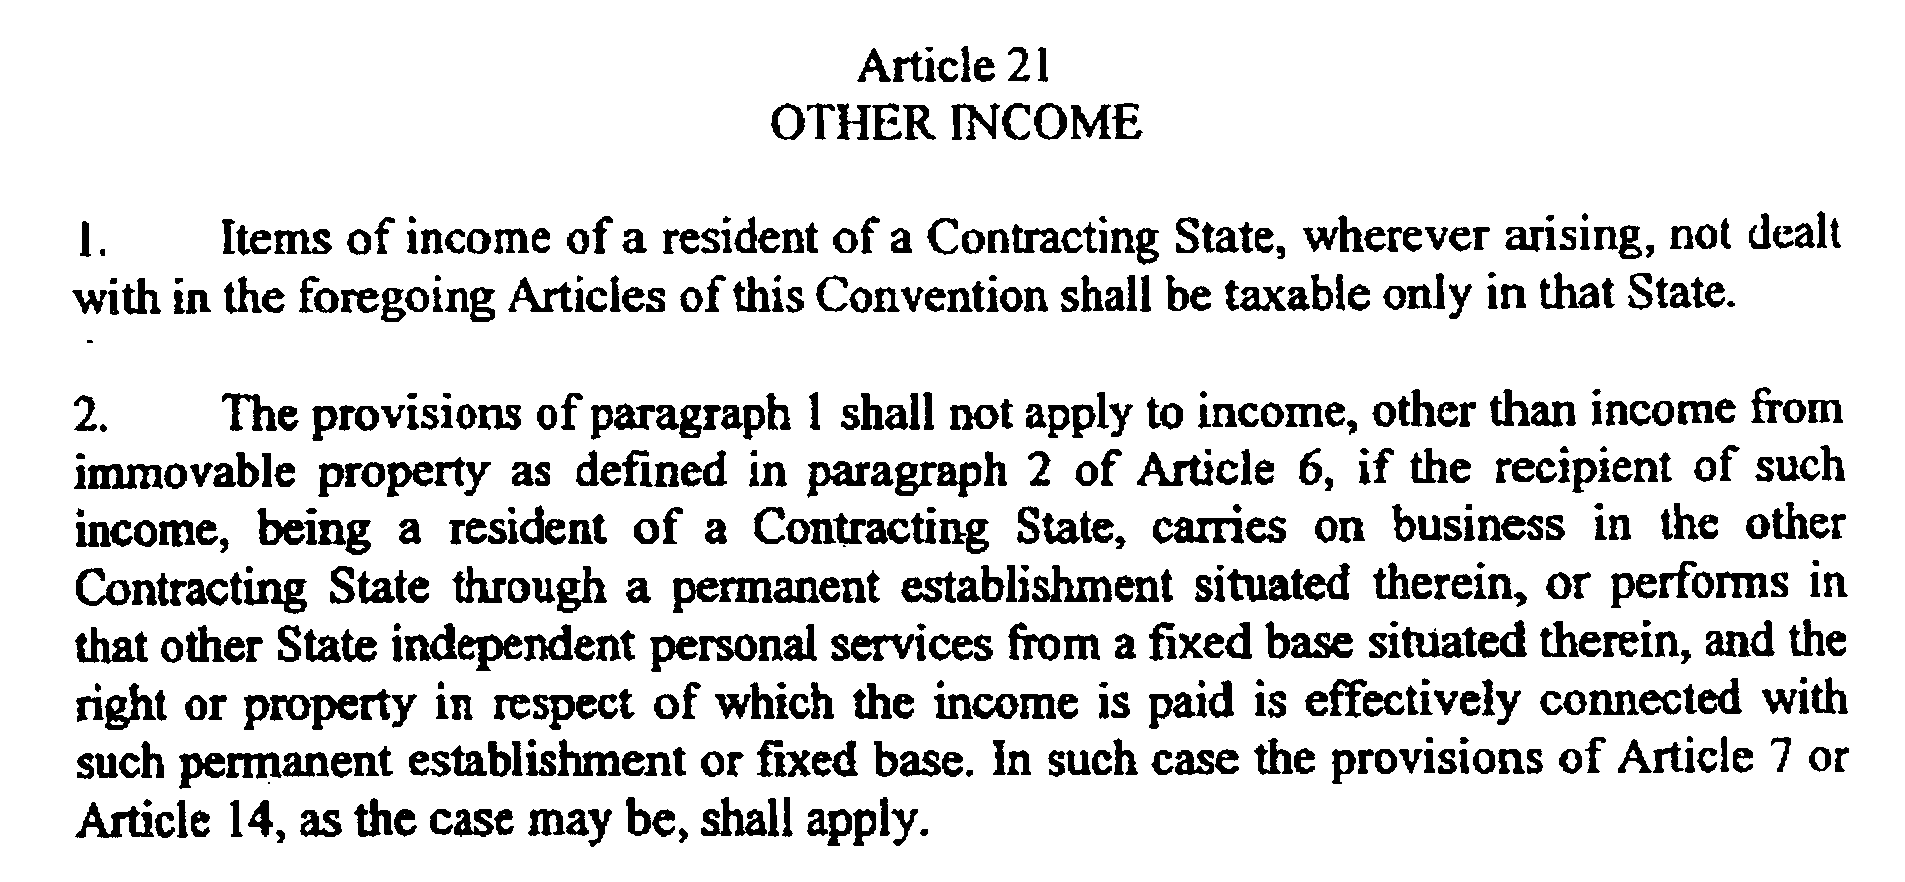 Article 21
OTHER INCOME
1. Items of income of a resident of a Contracting State, wherever arising, not dealt
with in the foregoing Articles of this Convention shall be taxable only in that State.
2. The provisions of paragraph 1 shall not apply to income, other than income from
immovable property as defined in paragraph 2 of Article 6, if the recipient of such
income, being a resident of a Contracting State, carries on business in the other
Contracting State through a permanent establishment situated therein, or performs in
that other State independent personal services from a fixed base situated therein, and the
right or property in respect of which the income is paid is effectively connected with
such permanent establishment or fixed base. In such case the provisions of Article 7 or
Article 14, as the case may be, shall apply.